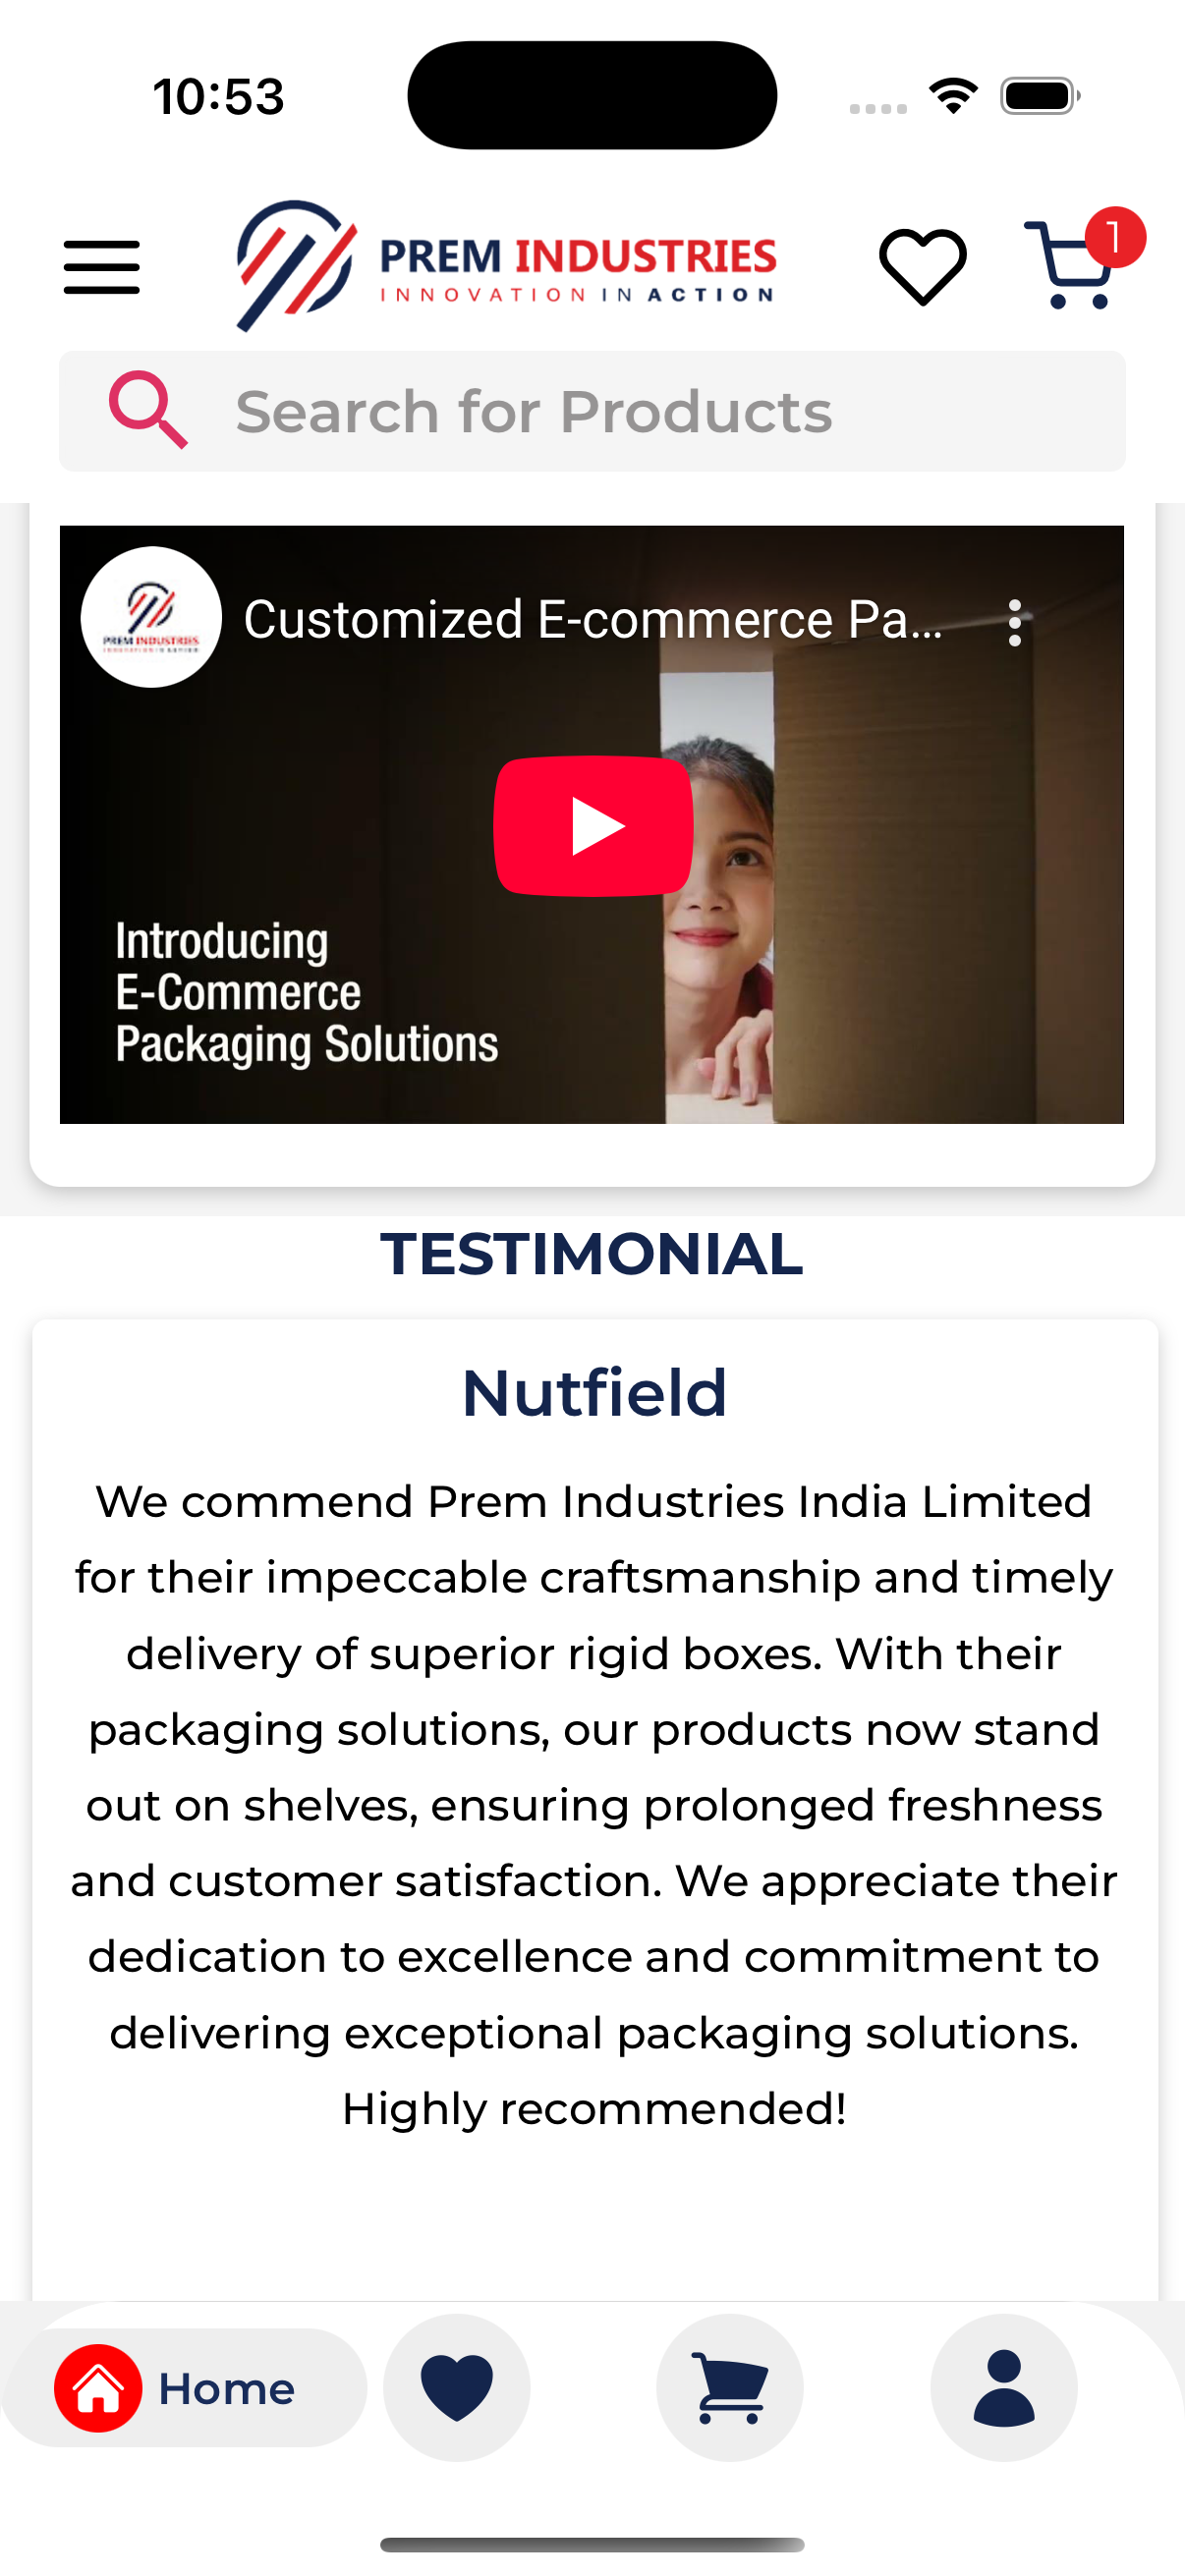 10:53
PREM INDUSTRIES
INNOVATION IN ACTION
1
Search for Products
PREM INDUSTRIES
Customized E-commerce Pa...
Introducing
E-Commerce
Packaging Solutions
TESTIMONIAL
Nutfield
We commend Prem Industries India Limited
for their impeccable craftsmanship and timely
delivery of superior rigid boxes. With their
packaging solutions, our products now stand
out on shelves, ensuring prolonged freshness
and customer satisfaction. We appreciate their
dedication to excellence and commitment to
delivering exceptional packaging solutions.
Highly recommended!
Home